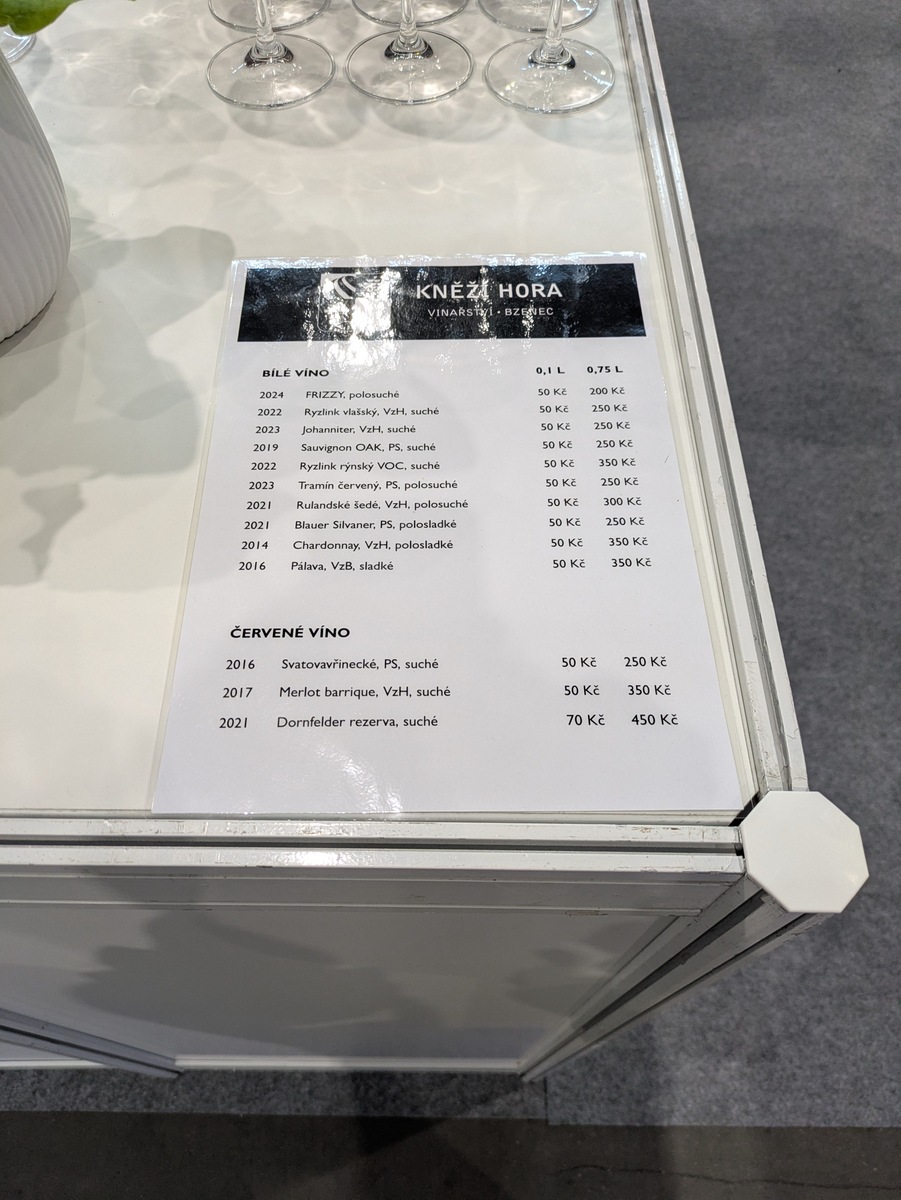 KNĚŽÍ HORA
VINAŘSTVÍ • BZENEC
BÍLÉ VÍNO 0,1 L 0,75 L
2024 FRIZZY, polosuché 50 Kč 200 Kč
2022 Ryzlink vlašský, VzH, suché 50 Kč 250 Kč
2023 Johanniter, VzH, suché 50 Kč 250 Kč
2019 Sauvignon OAK, PS, suché 50 Kč 250 Kč
2022 Ryzlink rýnský VOC, suché 50 Kč 350 Kč
2023 Tramín červený, PS, polosuché 50 Kč 250 Kč
2021 Rulandské šedé, VzH, polosuché 50 Kč 300 Kč
2021 Blauer Silvaner, PS, polosladké 50 Kč 250 Kč
2014 Chardonnay, VzH, polosladké 50 Kč 350 Kč
2016 Pálava, VzB, sladké 50 Kč 350 Kč
ČERVENÉ VÍNO
2016 Svatovavřinecké, PS, suché 50 Kč 250 Kč
2017 Merlot barrique, VzH, suché 50 Kč 350 Kč
2021 Dornfelder rezerva, suché 70 Kč 450 Kč